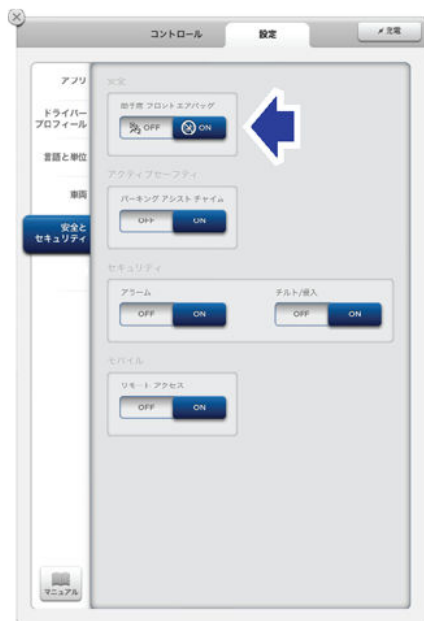 コントロール
設定
充電
アプリ
ドライバー
プロフィール
言語と単位
車両
安全と
セキュリティ
マニュアル
安全
助手席 フロントエアバッグ
OFF ON
アクティブセーフティ
パーキング アシスト チャイム
OFF ON
セキュリティ
アラーム
OFF ON
チルト/侵入
OFF ON
モバイル
リモート アクセス
OFF ON